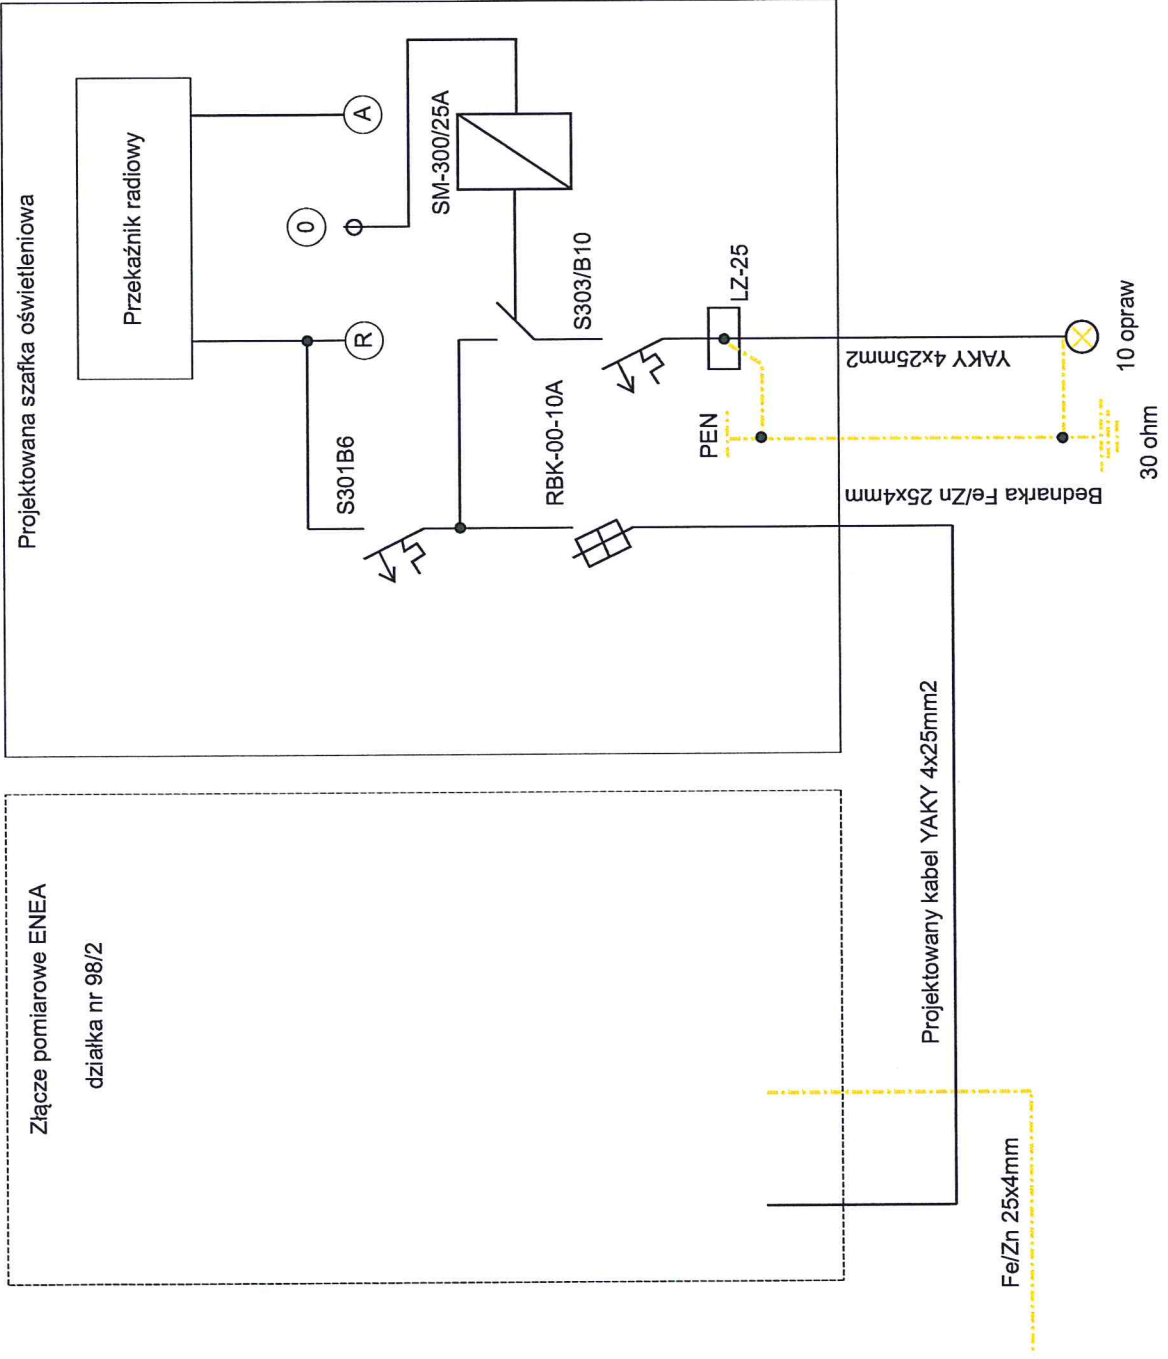 Złącze pomiarowe ENEA
działka nr 98/2
Projektowana szafka oświetleniowa
Przekaźnik radiowy
R
0
A
S301B6
SM-300/25A
RBK-00-10A
S303/B10
PEN
LZ-25
Bednarka Fe/Zn 25x4mm
YAKY 4x25mm2
Projektowany kabel YAKY 4x25mm2
Fe/Zn 25x4mm
30 ohm
10 opraw